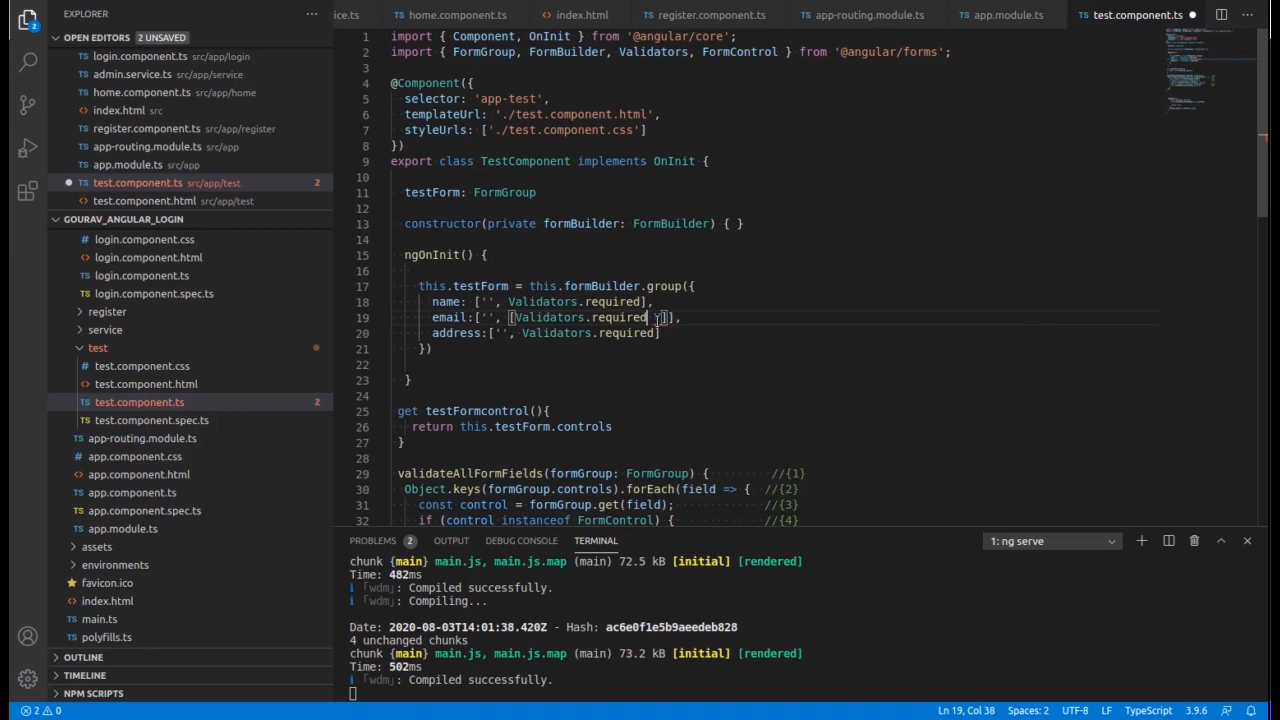 EXPLORER
OPEN EDITORS 2 UNSAVED
login.component.ts src/app/login
admin.service.ts src/app/service
home.component.ts src/app/home
index.html src
register.component.ts src/app/register
app-routing.module.ts src/app
app.module.ts src/app
test.component.ts src/app/test 2
test.component.html src/app/test
GOURAV_ANGULAR_LOGIN
login.component.css
login.component.html
login.component.ts
login.component.spec.ts
register
service
test
test.component.css
test.component.html
test.component.ts 2
test.component.spec.ts
app-routing.module.ts
app.component.css
app.component.html
app.component.ts
app.component.spec.ts
app.module.ts
assets
environments
favicon.ico
index.html
main.ts
polyfills.ts
OUTLINE
TIMELINE
NPM SCRIPTS
ice.ts home.component.ts index.html register.component.ts app-routing.module.ts app.module.ts test.component.ts
1 import { Component, OnInit } from '@angular/core';
2 import { FormGroup, FormBuilder, Validators, FormControl } from '@angular/forms';
3
4 @Component({
5 selector: 'app-test',
6 templateUrl: './test.component.html',
7 styleUrls: ['./test.component.css']
8 })
9 export class TestComponent implements OnInit {
10
11 testForm: FormGroup
12
13 constructor(private formBuilder: FormBuilder) { }
14
15 ngOnInit() {
16
17 this.testForm = this.formBuilder.group({
18 name: ['', Validators.required],
19 email:['', [Validators.required ]],
20 address:['', Validators.required]
21 })
22
23 }
24
25 get testFormcontrol(){
26 return this.testForm.controls
27 }
28
29 validateAllFormFields(formGroup: FormGroup) { //{1}
30 Object.keys(formGroup.controls).forEach(field => { //{2}
31 const control = formGroup.get(field); //{3}
32 if (control instanceof FormControl) { //{4}
PROBLEMS 2 OUTPUT DEBUG CONSOLE TERMINAL 1: ng serve
chunk {main} main.js, main.js.map (main) 72.5 kB [initial] [rendered]
Time: 482ms
ℹ ｢wdm｣: Compiled successfully.
ℹ ｢wdm｣: Compiling...
Date: 2020-08-03T14:01:38.420Z - Hash: ac6e0f1e5b9aeedeb828
4 unchanged chunks
chunk {main} main.js, main.js.map (main) 73.2 kB [initial] [rendered]
Time: 502ms
ℹ ｢wdm｣: Compiled successfully.
2 0 Ln 19, Col 38 Spaces: 2 UTF-8 LF TypeScript 3.9.6